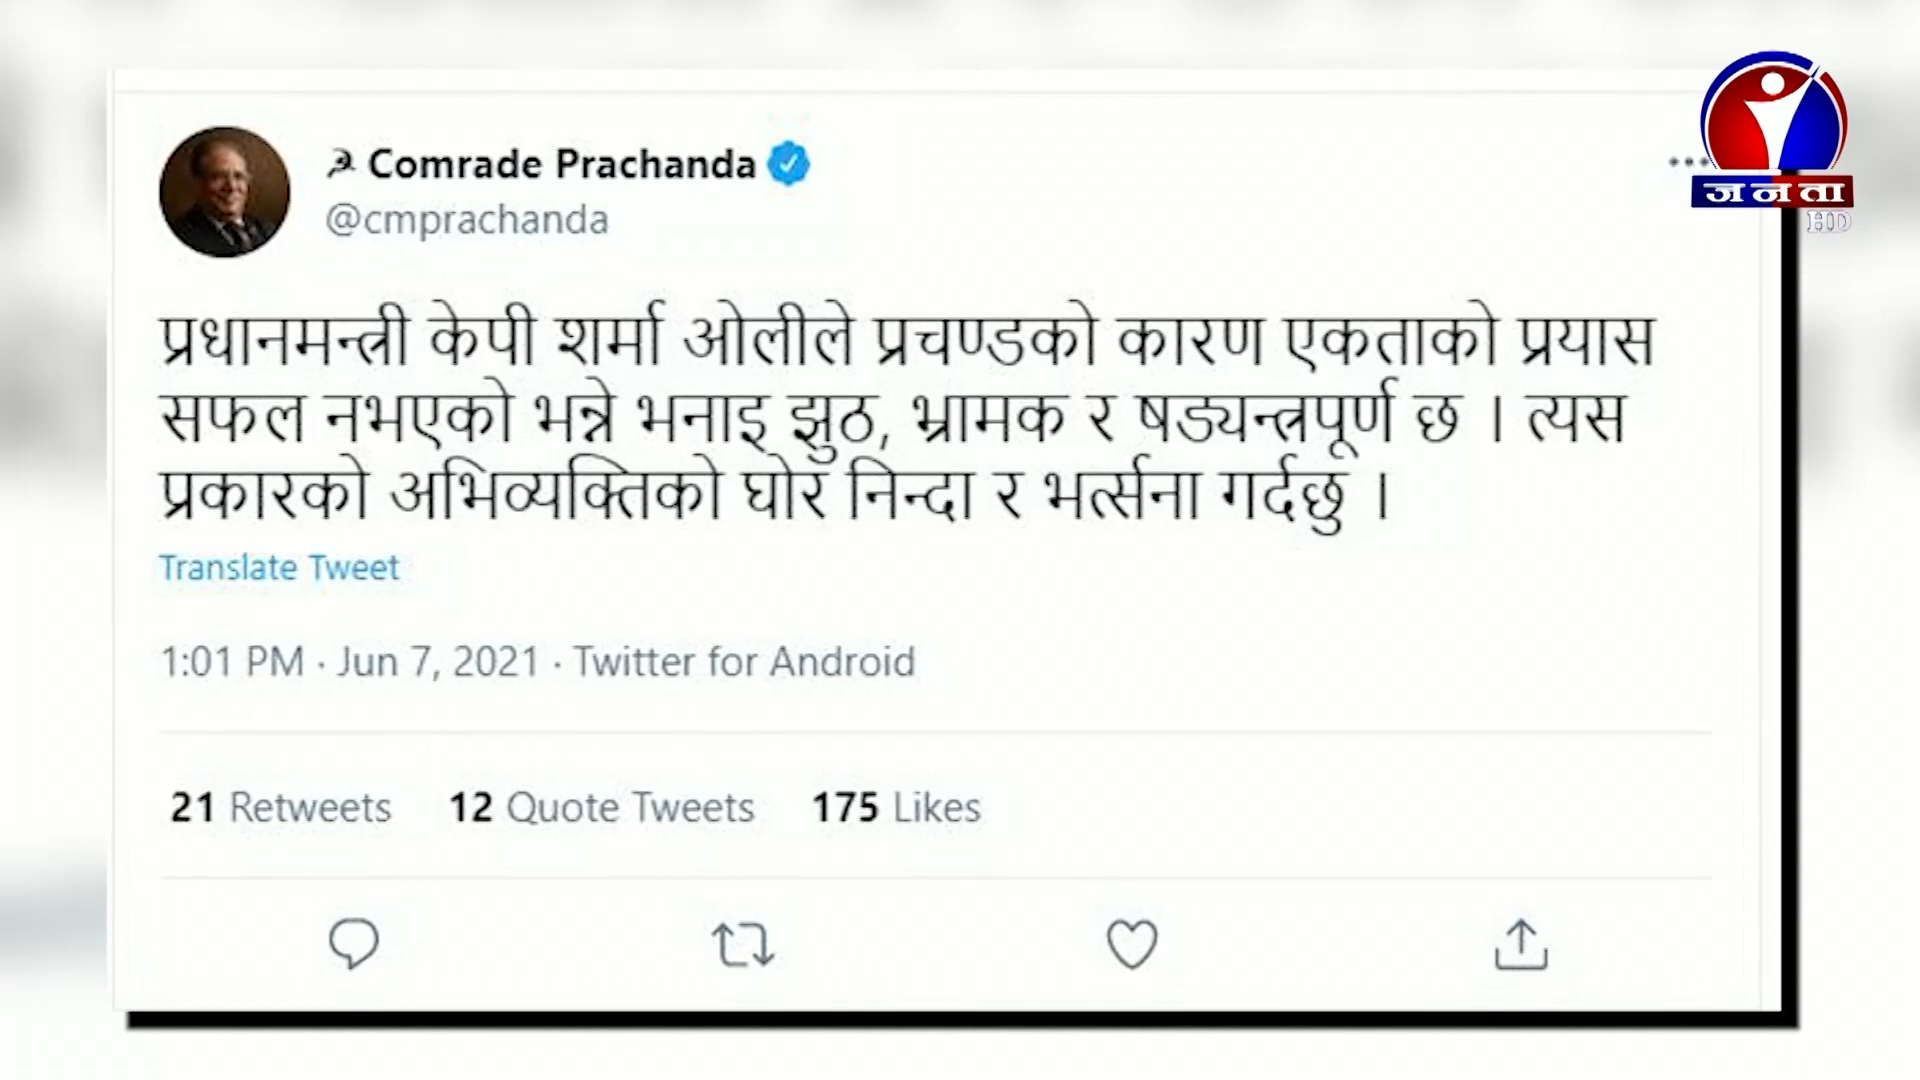 ☭ Comrade Prachanda
@cmprachanda
जनता
HD
प्रधानमन्त्री केपी शर्मा ओलीले प्रचण्डको कारण एकताको प्रयास
सफल नभएको भन्ने भनाइ झुठ, भ्रामक र षड्यन्त्रपूर्ण छ । त्यस
प्रकारको अभिव्यक्तिको घोर निन्दा र भर्त्सना गर्दछु ।
Translate Tweet
1:01 PM · Jun 7, 2021 · Twitter for Android
21 Retweets 12 Quote Tweets 175 Likes